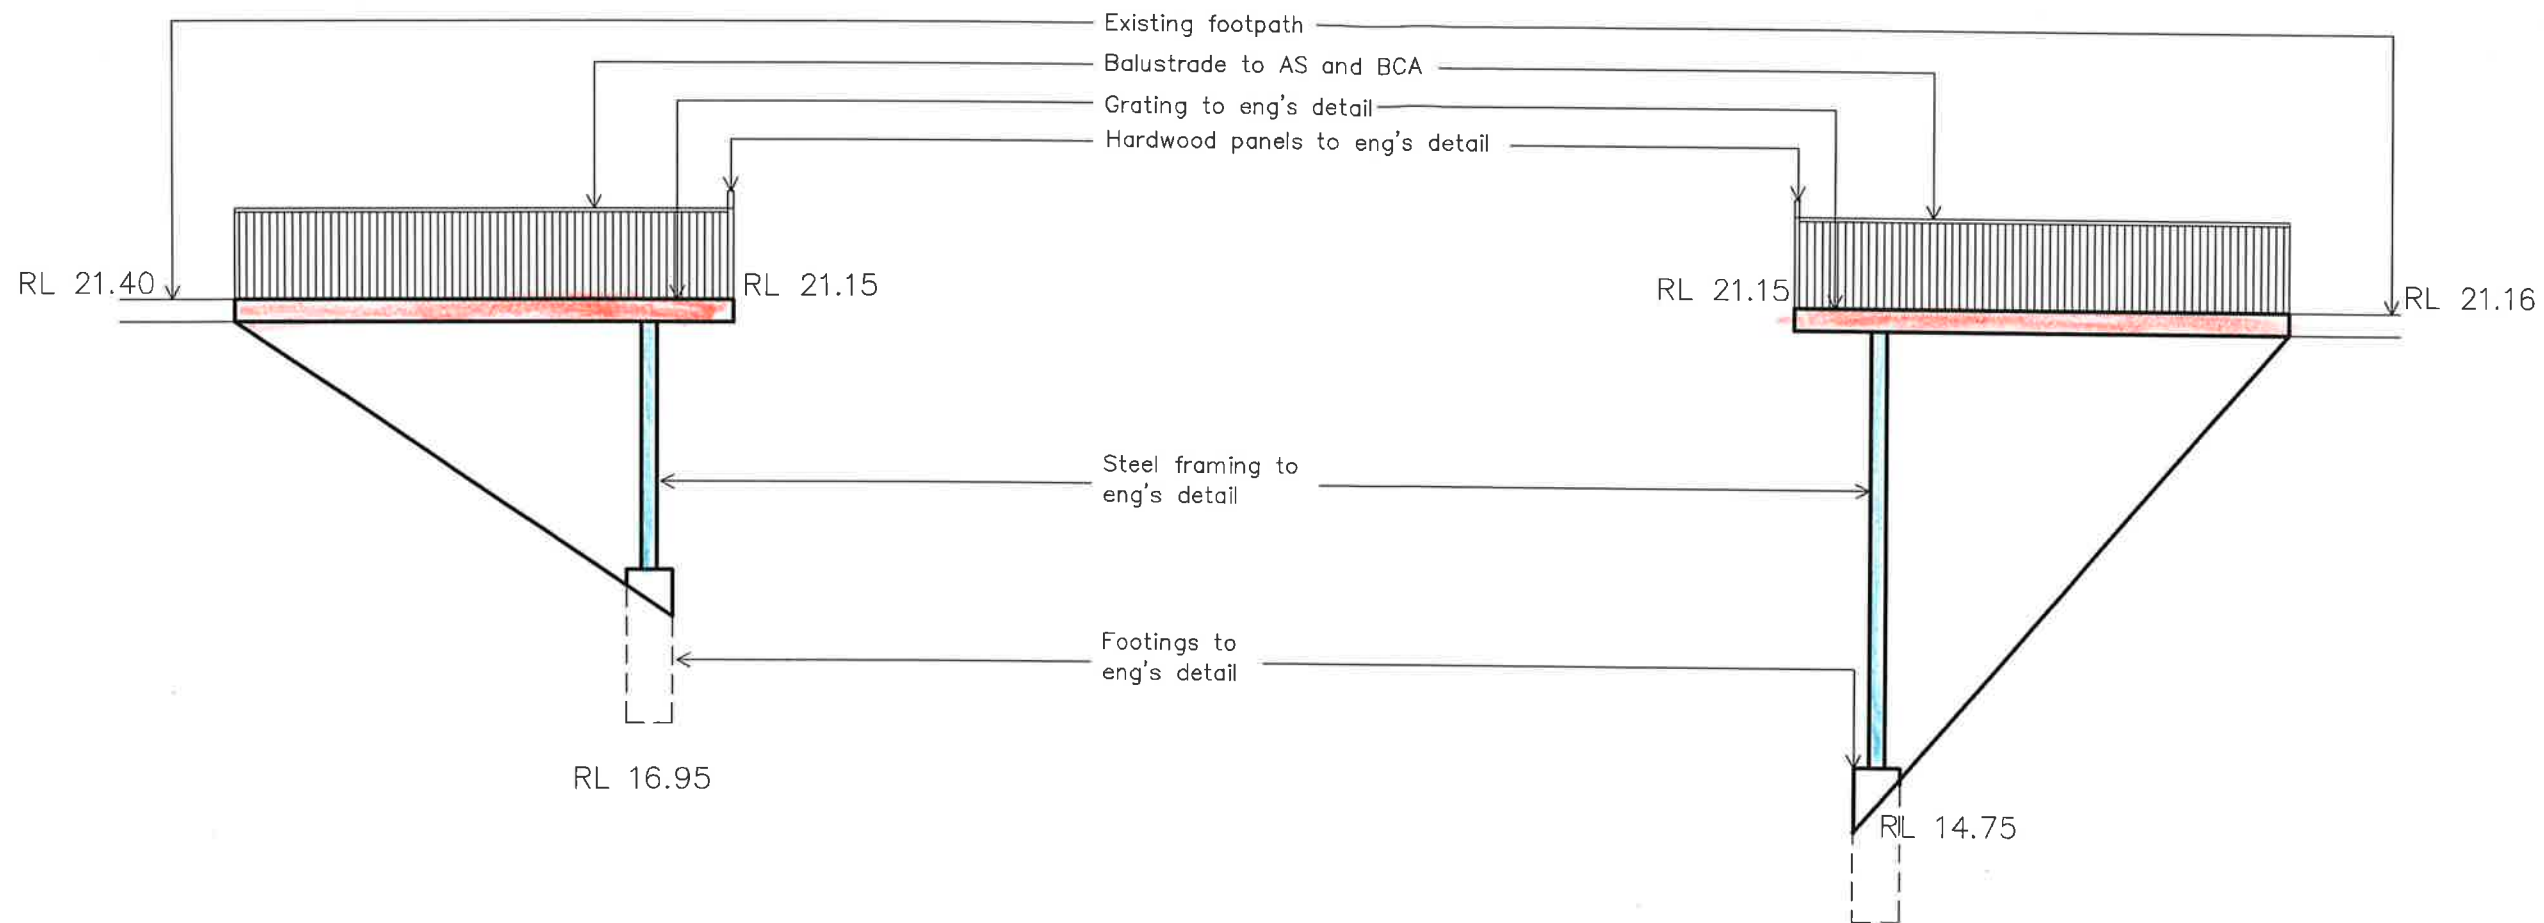 Existing footpath
Balustrade to AS and BCA
Grating to eng's detail
Hardwood panels to eng's detail
RL 21.40
RL 21.15
RL 21.15
RL 21.16
Steel framing to
eng's detail
Footings to
eng's detail
RL 16.95
RL 14.75